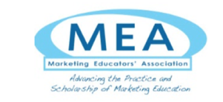 MEA
Marketing Educators' Association
Advancing the Practice and
Scholarship of Marketing Education